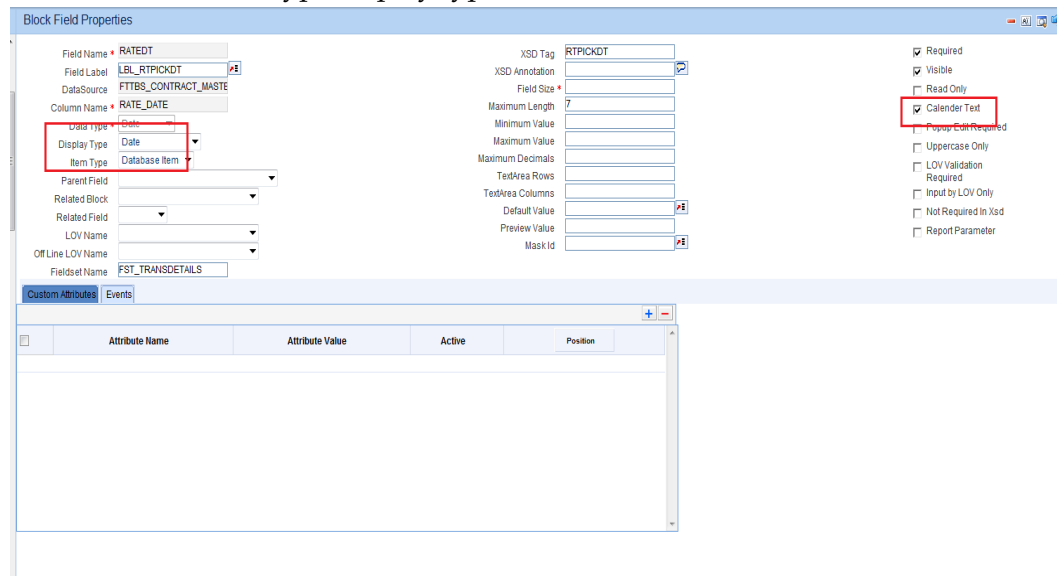 Block Field Properties
Field Name * RATEDT
Field Label LBL_RTPICKDT
DataSource FTTBS_CONTRACT_MASTE
Column Name * RATE_DATE
Data Type * Date
Display Type Date
Item Type Database Item
Parent Field
Related Block
Related Field
LOV Name
Off Line LOV Name
Fieldset Name FST_TRANSDETAILS
XSD Tag RTPICKDT
XSD Annotation
Field Size *
Maximum Length 7
Minimum Value
Maximum Value
Maximum Decimals
TextArea Rows
TextArea Columns
Default Value
Preview Value
Mask Id
Required
Visible
Read Only
Calender Text
Popup Edit Required
Uppercase Only
LOV Validation
Required
Input by LOV Only
Not Required In Xsd
Report Parameter
Custom Attributes Events
Attribute Name Attribute Value Active Position